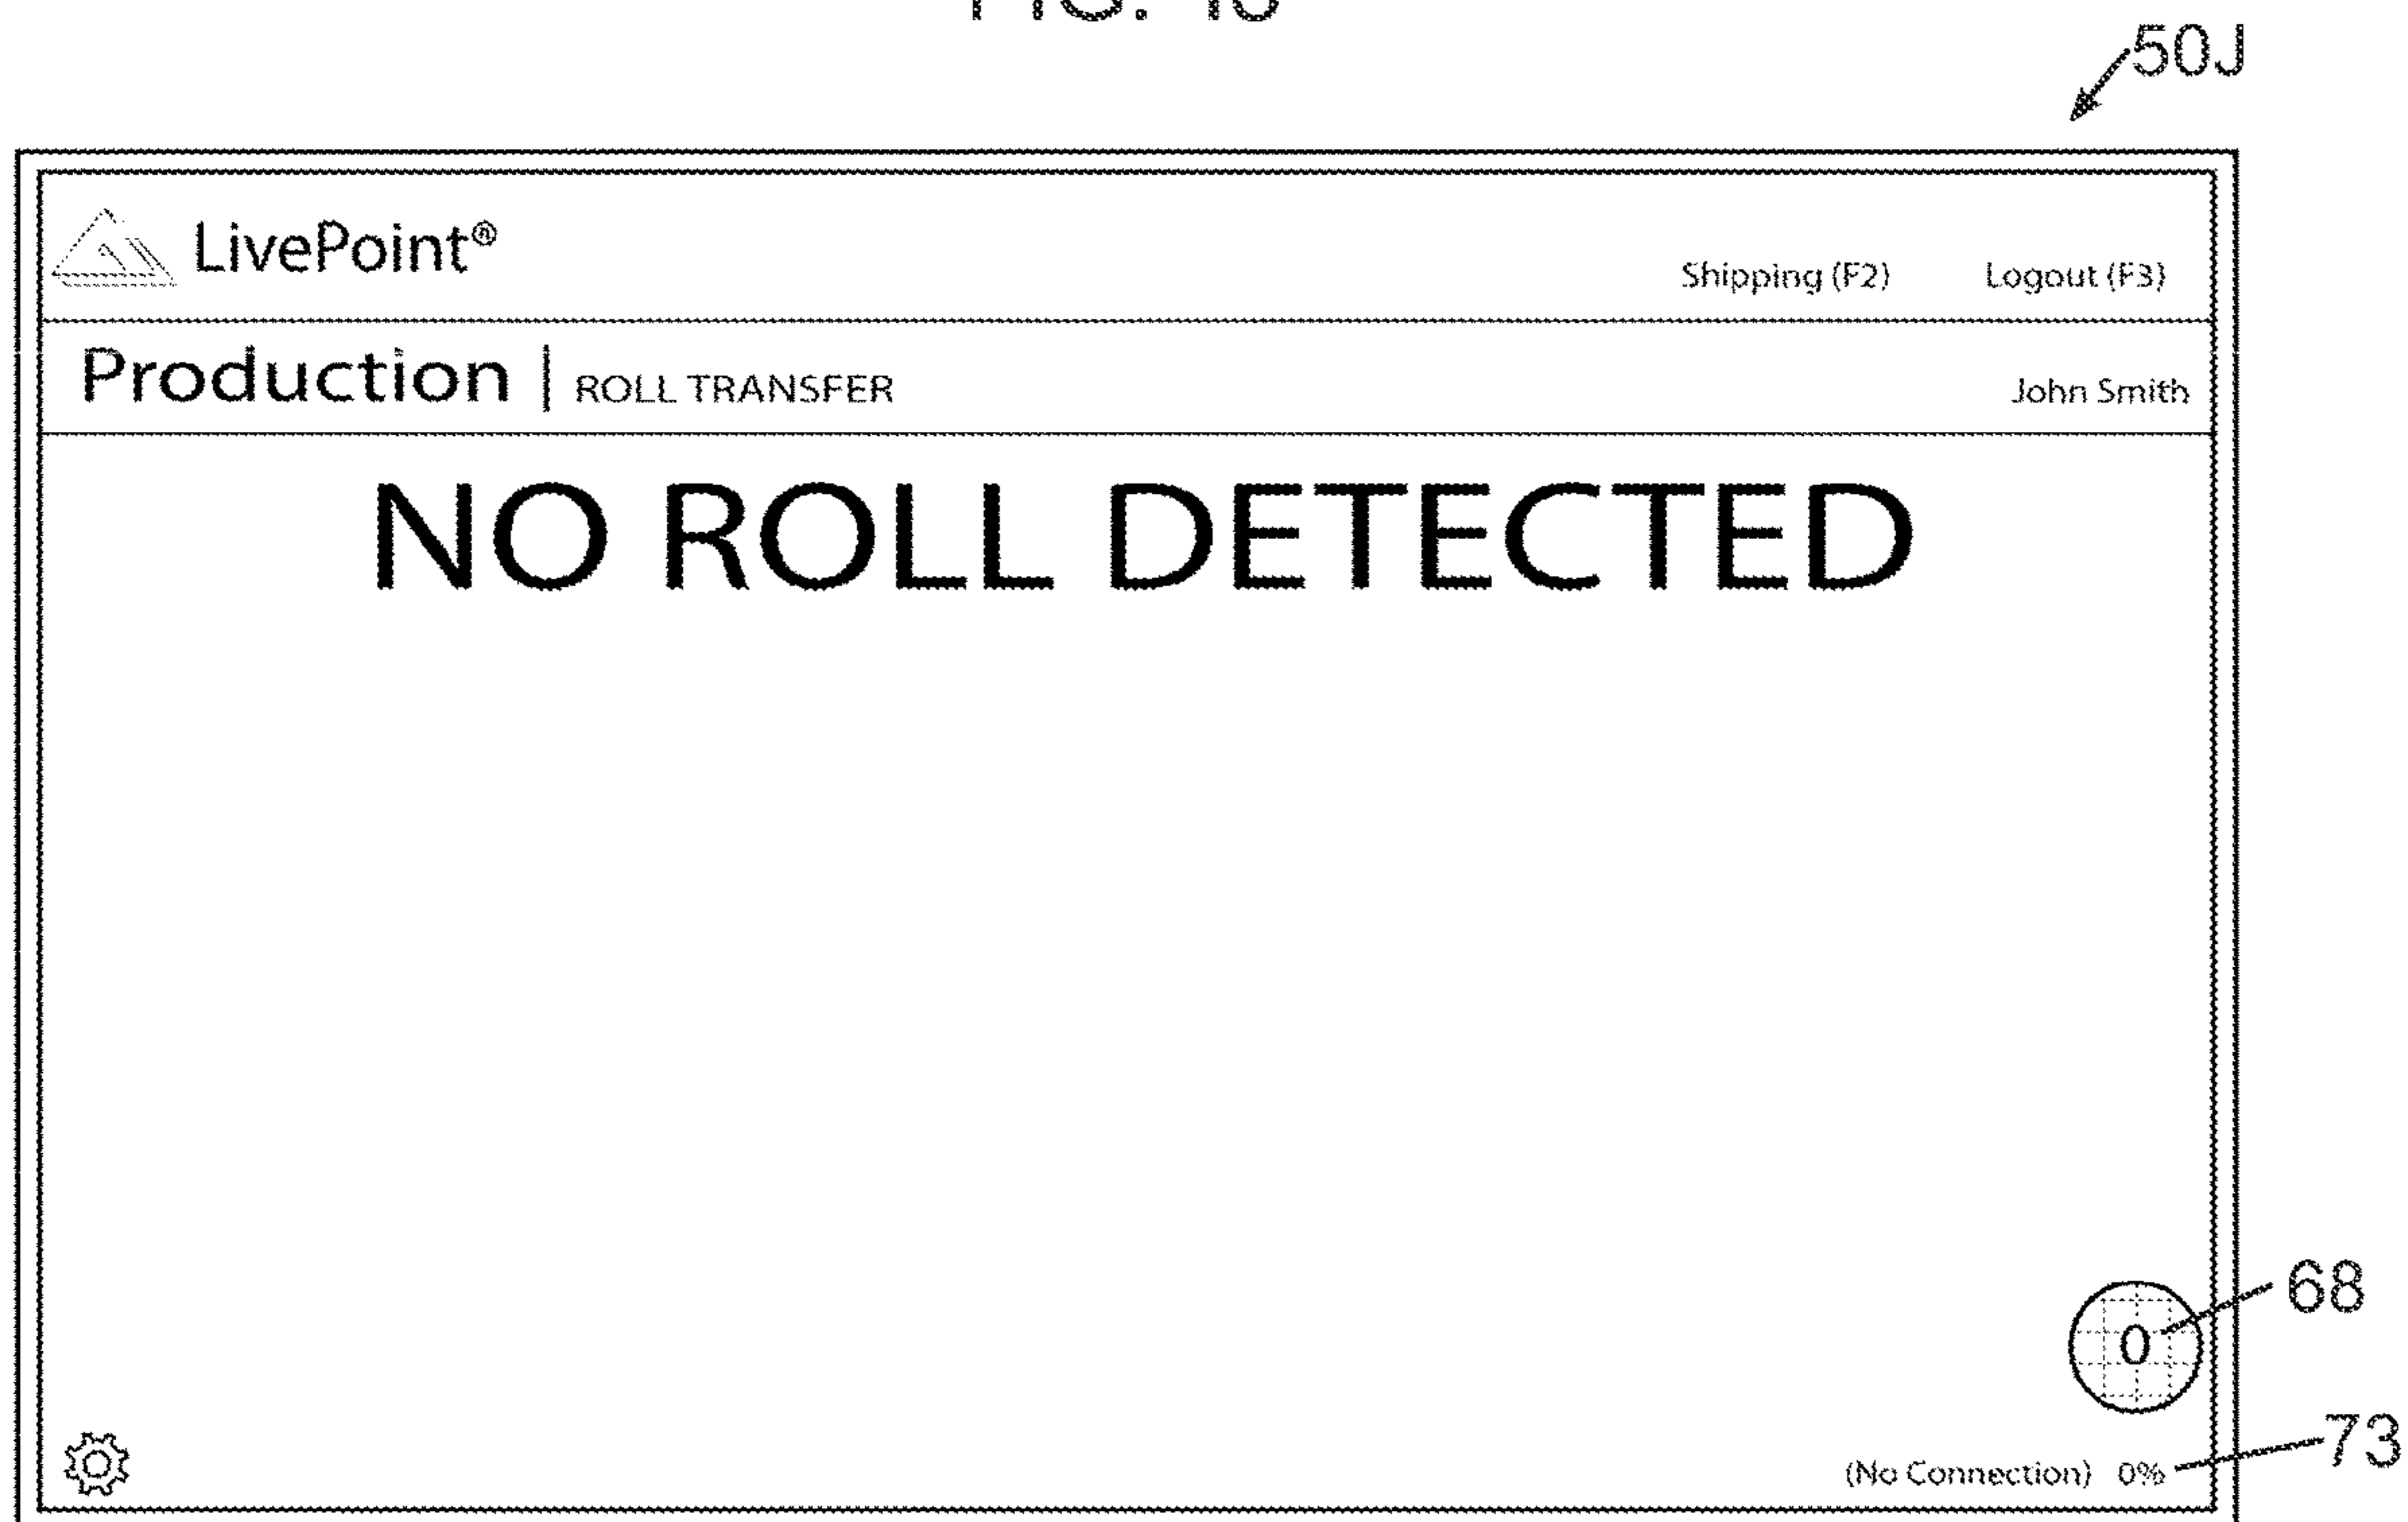 50J
LivePoint®
Shipping (F2) Logout (F3)
Production | ROLL TRANSFER
John Smith
NO ROLL DETECTED
68
0
73
(No Connection) 0%